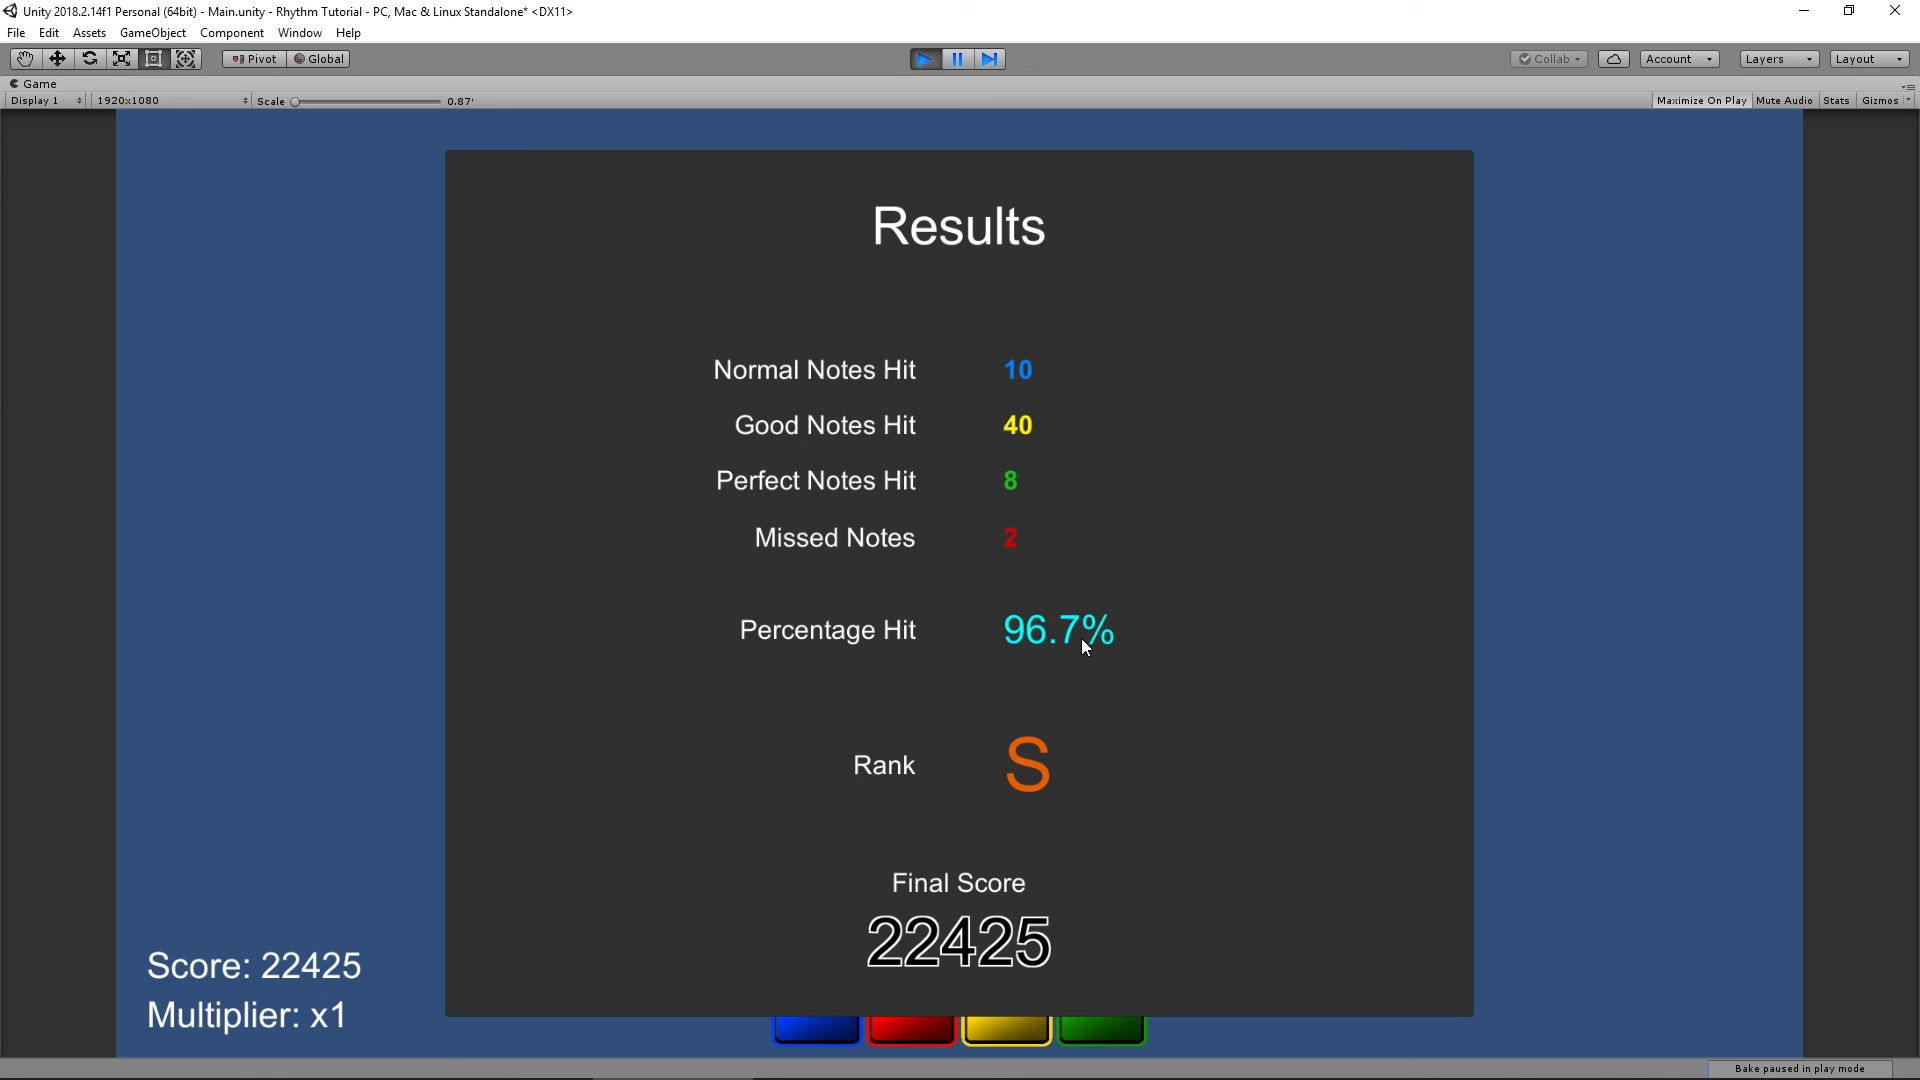 Unity 2018.2.14f1 Personal (64bit) - Main.unity - Rhythm Tutorial - PC, Mac & Linux Standalone* <DX11>
File Edit Assets GameObject Component Window Help
Pivot Global Collab Account Layers Layout
Game
Display 1 1920x1080 Scale 0.87' Maximize On Play Mute Audio Stats Gizmos
Results
Normal Notes Hit 10
Good Notes Hit 40
Perfect Notes Hit 8
Missed Notes 2
Percentage Hit 96.7%
Rank S
Final Score
22425
Score: 22425
Multiplier: x1
Bake paused in play mode